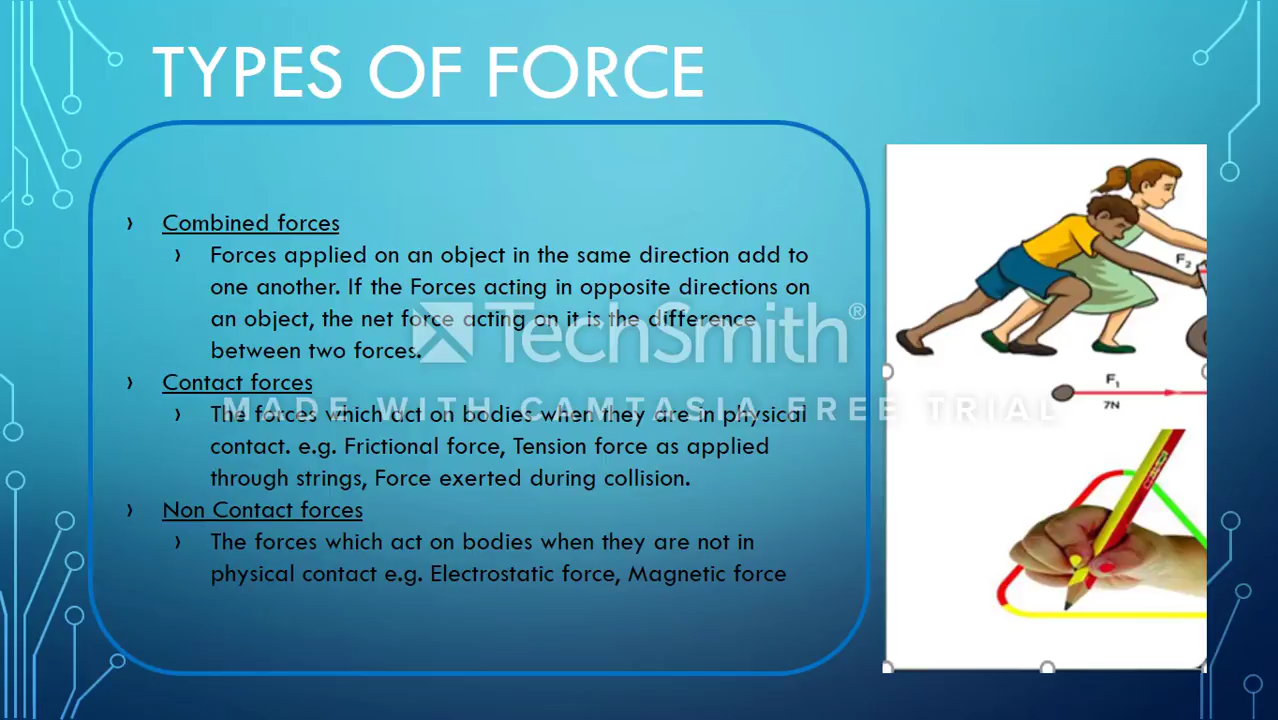 TYPES OF FORCE
› Combined forces
› Forces applied on an object in the same direction add to
one another. If the Forces acting in opposite directions on
an object, the net force acting on it is the difference
between two forces.
› Contact forces
› The forces which act on bodies when they are in physical
contact. e.g. Frictional force, Tension force as applied
through strings, Force exerted during collision.
› Non Contact forces
› The forces which act on bodies when they are not in
physical contact e.g. Electrostatic force, Magnetic force
F₂
F₁
7N
TechSmith®
MADE WITH CAMTASIA FREE TRIAL